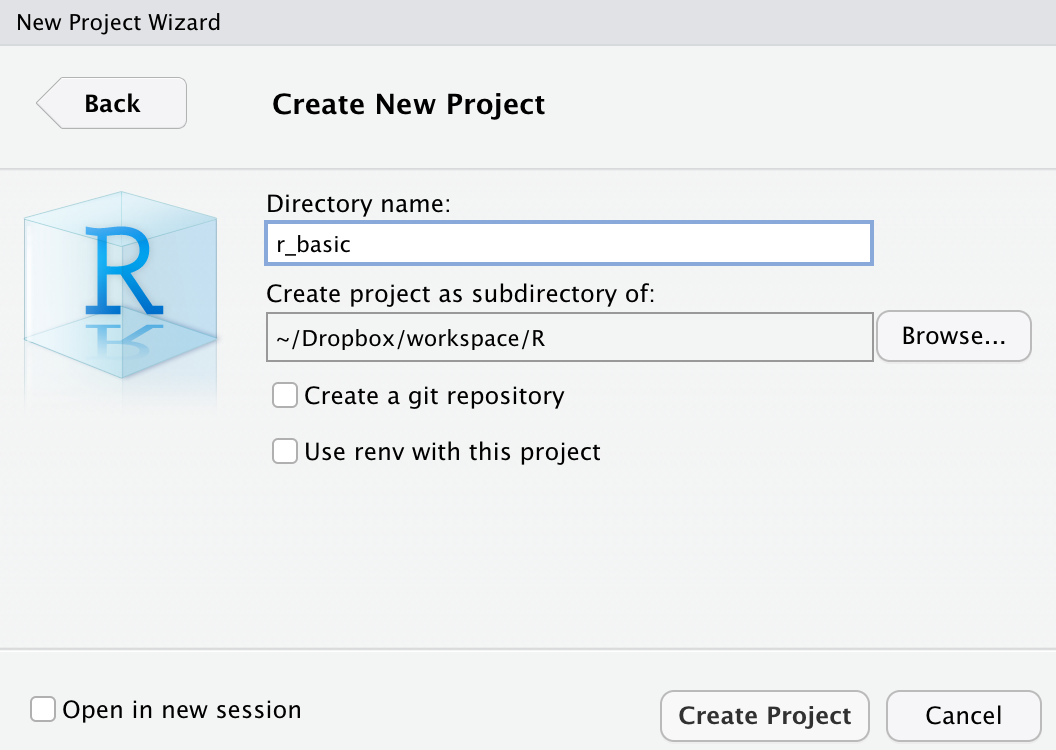 New Project Wizard
Back
Create New Project
R
Directory name:
r_basic
Create project as subdirectory of:
~/Dropbox/workspace/R
Browse...
Create a git repository
Use renv with this project
Open in new session
Create Project
Cancel